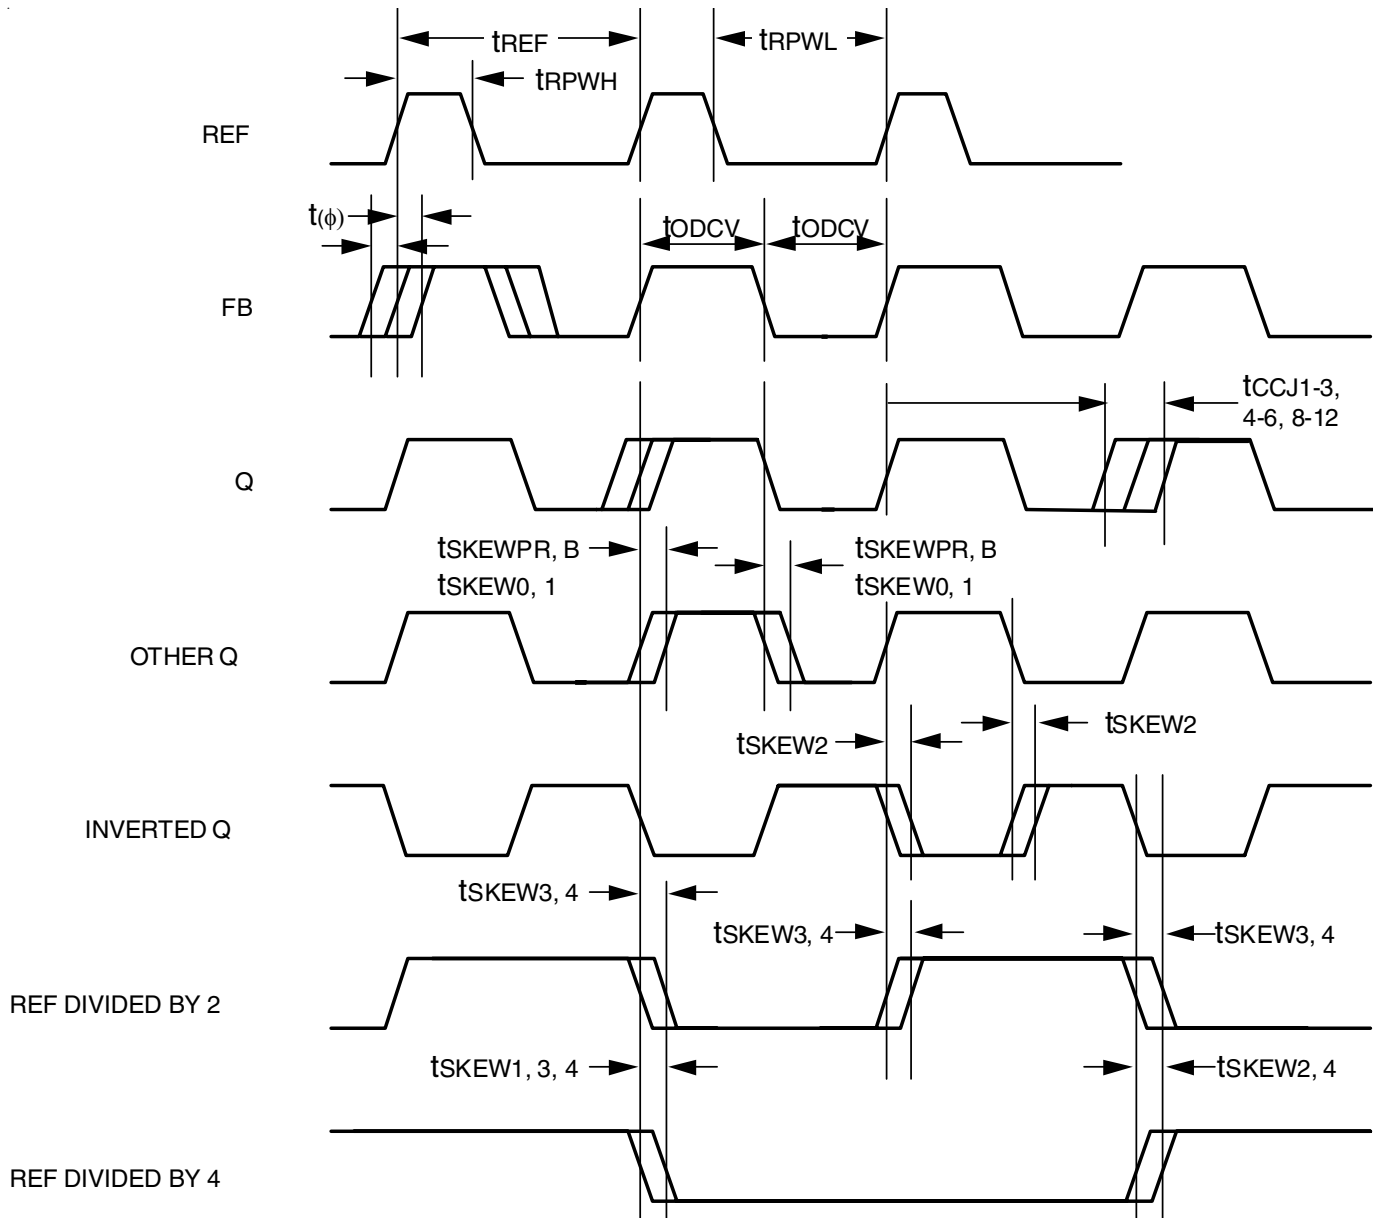 tREF
tRPWL
tRPWH
REF
t(ϕ)
tODCV
tODCV
FB
tCCJ1-3,
4-6, 8-12
Q
tSKEWPR, B
tSKEW0, 1
tSKEWPR, B
tSKEW0, 1
OTHER Q
tSKEW2
tSKEW2
INVERTED Q
tSKEW3, 4
tSKEW3, 4
tSKEW3, 4
REF DIVIDED BY 2
tSKEW1, 3, 4
tSKEW2, 4
REF DIVIDED BY 4